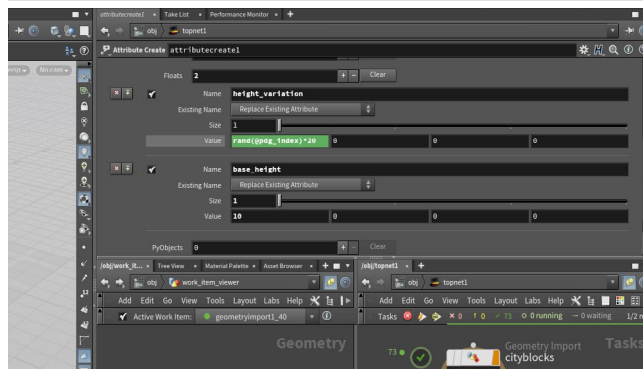 attributecreate1 Take List Performance Monitor
obj topnet1
Attribute Create attributecreate1
Floats 2 Clear
Name height_variation
Existing Name Replace Existing Attribute
Size 1
Value rand(@pdg_index)*20 0 0 0
Name base_height
Existing Name Replace Existing Attribute
Size 1
Value 10 0 0 0
PyObjects 0 Clear
/obj/work_it... Tree View Material Palette Asset Browser
obj work_item_viewer
Add Edit Go View Tools Layout Labs Help
Active Work Item: geometryimport1_40
Geometry
/obj/topnet1
obj topnet1
Add Edit Go View Tools Layout Labs Help
Tasks 0 0 73 0 running 0 waiting 1/2
73 Geometry Import Tasks
cityblocks
No cam